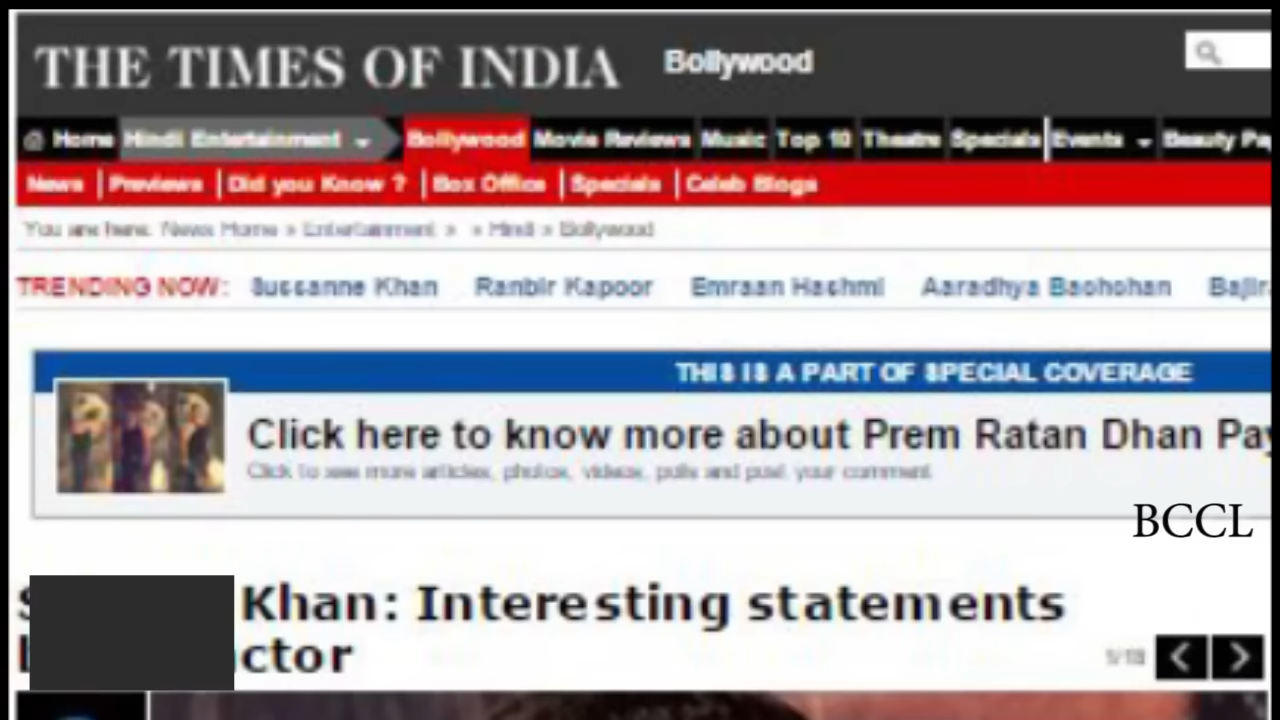 THE TIMES OF INDIA Bollywood
Home Hindi Entertainment Bollywood Movie Reviews Music Top 10 Theatre Specials Events Beauty Pa
News Previews Did you Know ? Box Office Specials Celeb Blogs
You are here: News Home » Entertainment » » Hindi » Bollywood
TRENDING NOW: Sussanne Khan Ranbir Kapoor Emraan Hashmi Aaradhya Bachchan Bajir
THIS IS A PART OF SPECIAL COVERAGE
Click here to know more about Prem Ratan Dhan Pay
Click to see more articles, photos, videos, polls and post your comment
BCCL
S Khan: Interesting statements
ctor